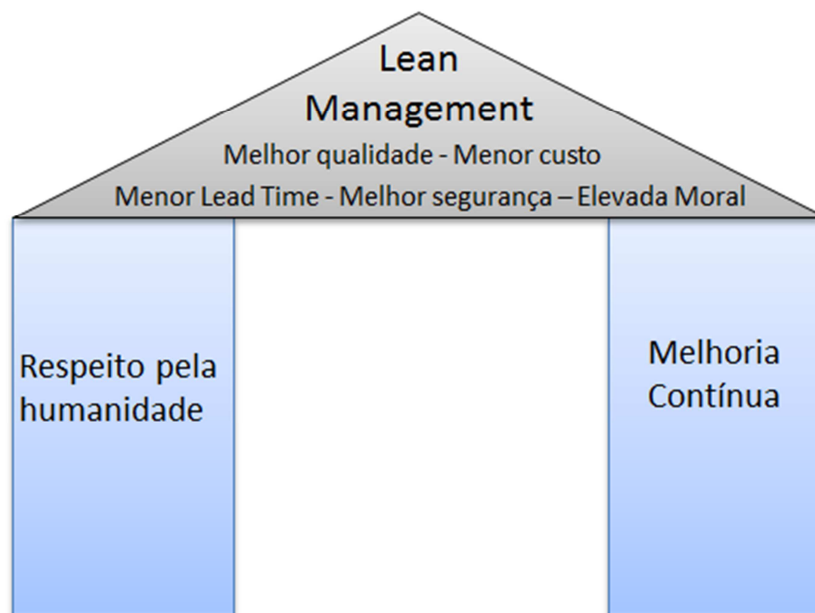 Lean
Management
Melhor qualidade - Menor custo
Menor Lead Time - Melhor segurança – Elevada Moral
Respeito pela
humanidade
Melhoria
Contínua